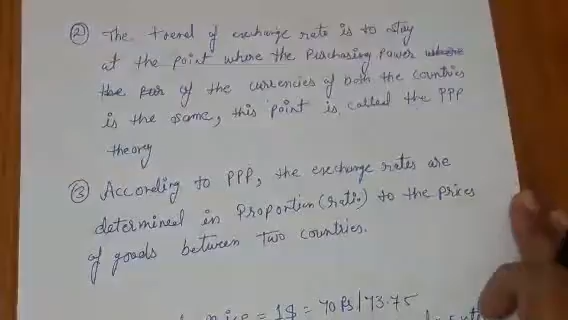 ② The trend of exchange rate is to stay
at the point where the Purchasing Power where
the pur of the currencies of both the countries
is the same, this point is called the PPP
theory
③ According to PPP, the exchange rates are
determined in Proportion (ratio) to the prices
of goods between two countries.
= 1$ = 70 Rs / 73.75